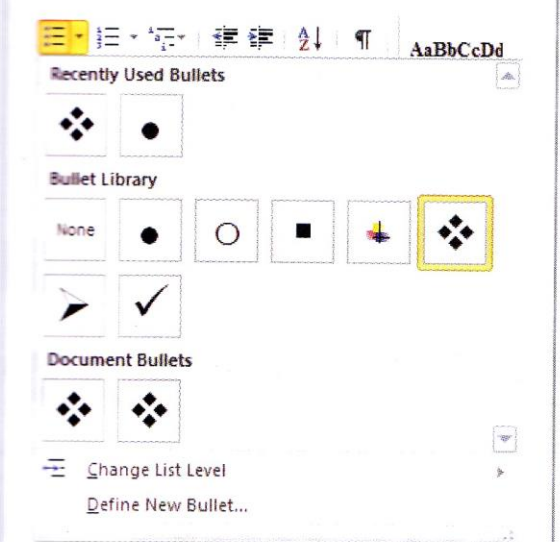 AaBbCcDd
Recently Used Bullets
Bullet Library
None
Document Bullets
Change List Level
Define New Bullet...